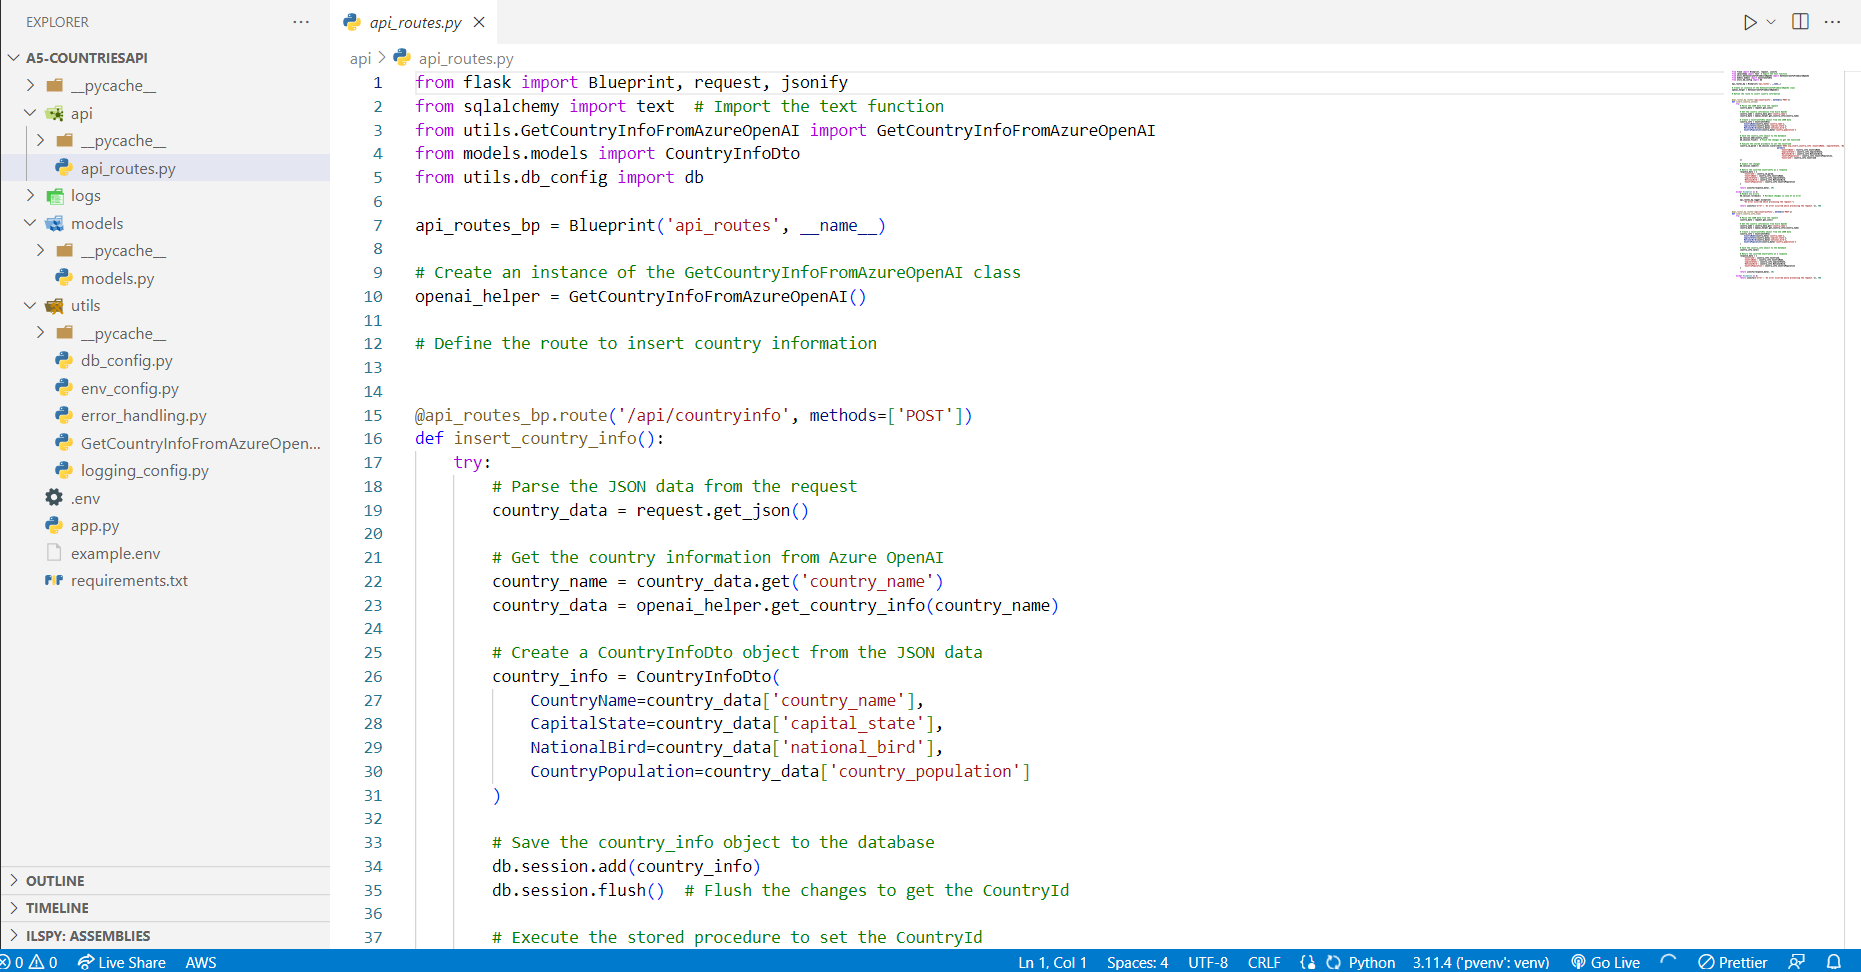 EXPLORER
A5-COUNTRIESAPI
__pycache__
api
__pycache__
api_routes.py
logs
models
__pycache__
models.py
utils
__pycache__
db_config.py
env_config.py
error_handling.py
GetCountryInfoFromAzureOpen...
logging_config.py
.env
app.py
example.env
requirements.txt
OUTLINE
TIMELINE
ILSPY: ASSEMBLIES
api_routes.py
api > api_routes.py
1 from flask import Blueprint, request, jsonify
2 from sqlalchemy import text  # Import the text function
3 from utils.GetCountryInfoFromAzureOpenAI import GetCountryInfoFromAzureOpenAI
4 from models.models import CountryInfoDto
5 from utils.db_config import db
6
7 api_routes_bp = Blueprint('api_routes', __name__)
8
9 # Create an instance of the GetCountryInfoFromAzureOpenAI class
10 openai_helper = GetCountryInfoFromAzureOpenAI()
11
12 # Define the route to insert country information
13
14
15 @api_routes_bp.route('/api/countryinfo', methods=['POST'])
16 def insert_country_info():
17     try:
18         # Parse the JSON data from the request
19         country_data = request.get_json()
20
21         # Get the country information from Azure OpenAI
22         country_name = country_data.get('country_name')
23         country_data = openai_helper.get_country_info(country_name)
24
25         # Create a CountryInfoDto object from the JSON data
26         country_info = CountryInfoDto(
27             CountryName=country_data['country_name'],
28             CapitalState=country_data['capital_state'],
29             NationalBird=country_data['national_bird'],
30             CountryPopulation=country_data['country_population']
31         )
32
33         # Save the country_info object to the database
34         db.session.add(country_info)
35         db.session.flush()  # Flush the changes to get the CountryId
36
37         # Execute the stored procedure to set the CountryId
0 0 Live Share AWS Ln 1, Col 1 Spaces: 4 UTF-8 CRLF Python 3.11.4 ('pvenv': venv) Go Live Prettier